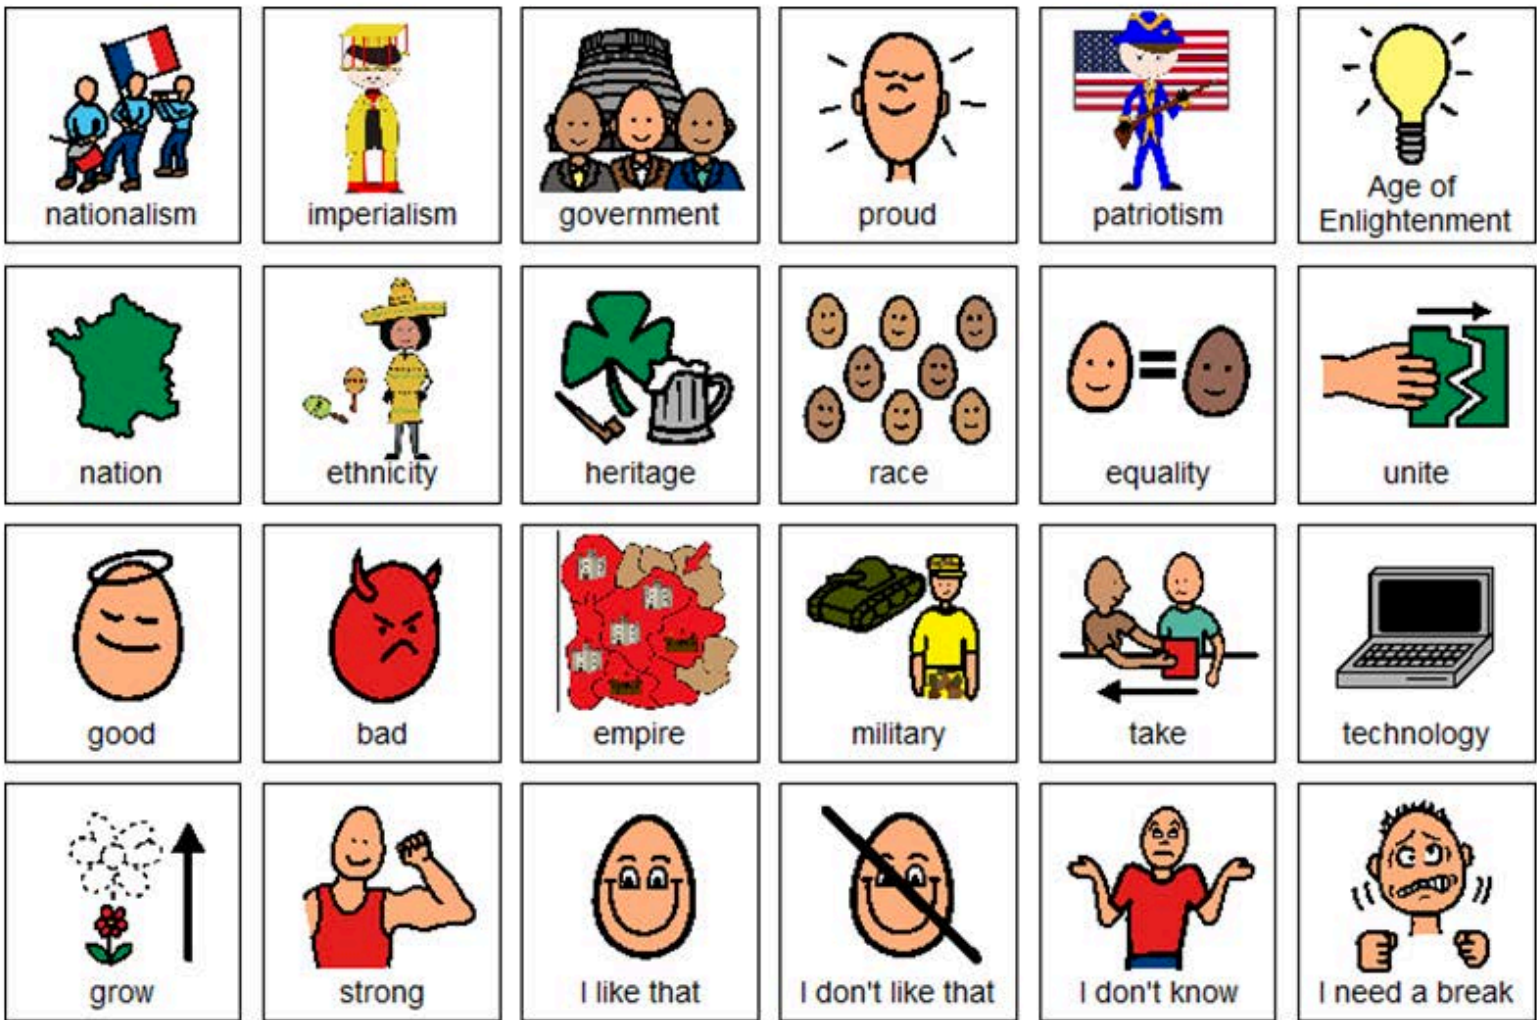 nationalism
imperialism
government
proud
patriotism
Age of
Enlightenment
nation
ethnicity
heritage
race
equality
unite
good
bad
empire
military
take
technology
grow
strong
I like that
I don't like that
I don't know
I need a break